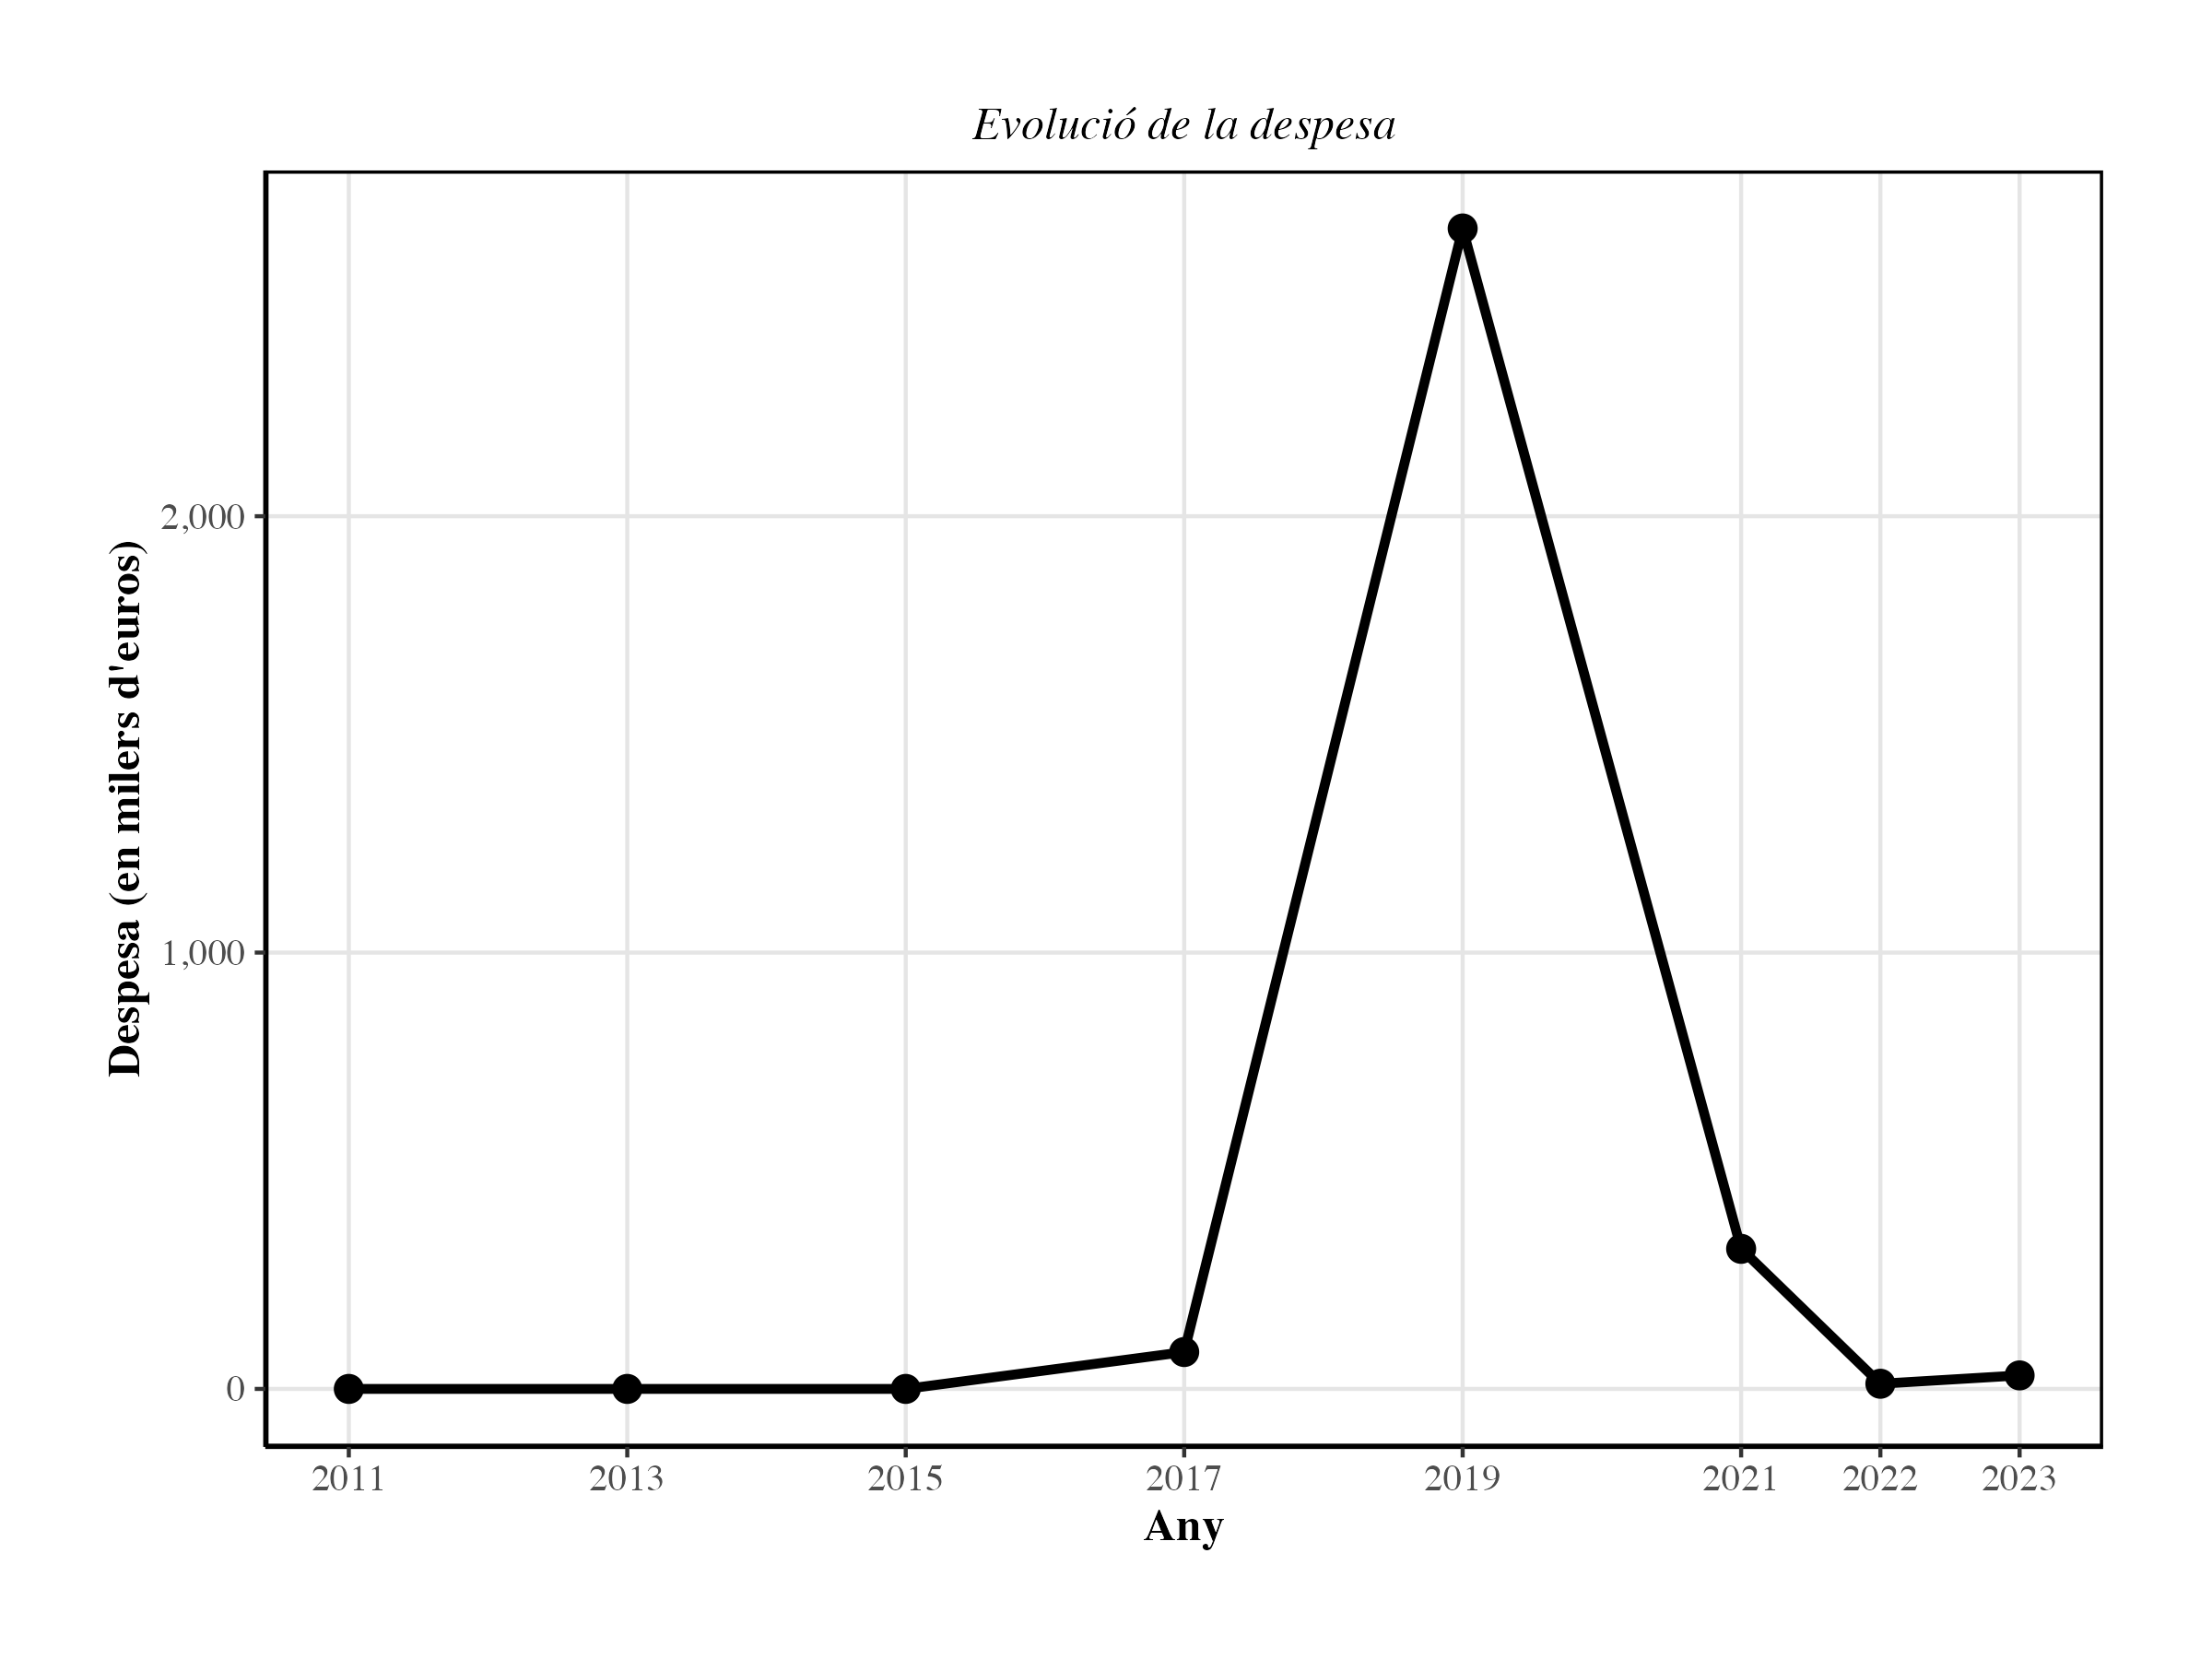 Evolució de la despesa
Despesa (en milers d'euros)
2,000
1,000
0
2011 2013 2015 2017 2019 2021 2022 2023
Any